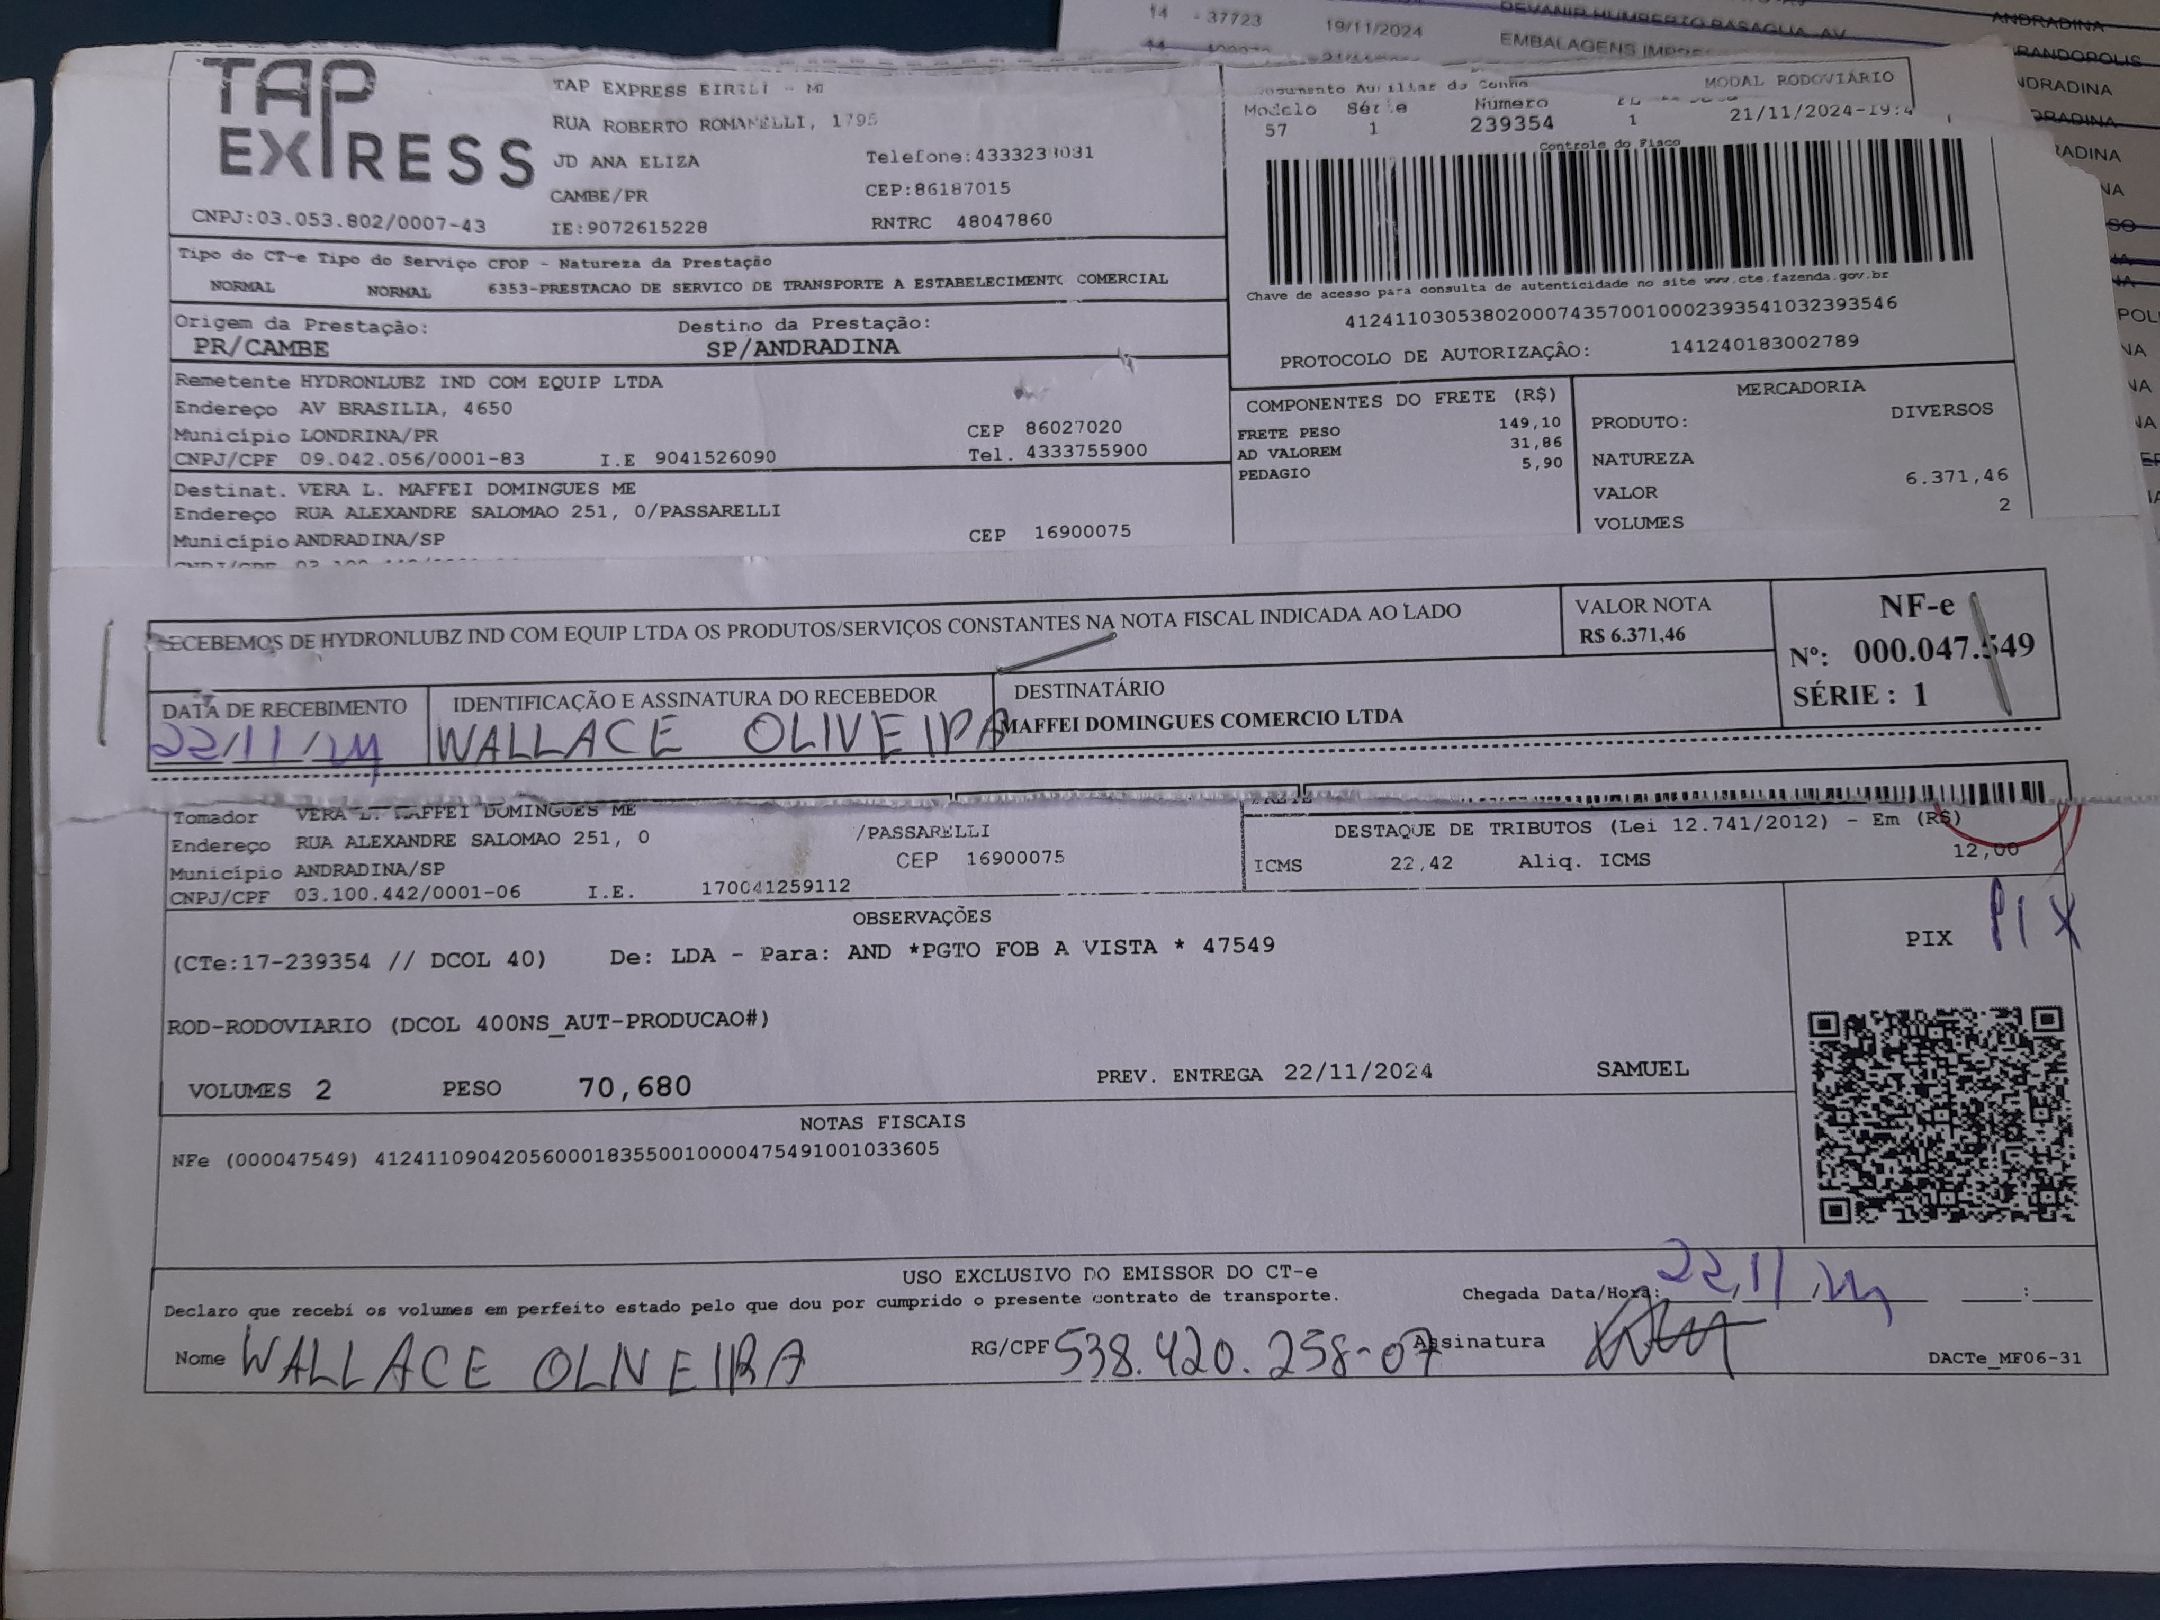 TAP
EXPRESS
TAP EXPRESS EIRELI - ME
RUA ROBERTO ROMANELLI, 1795
JD ANA ELIZA Telefone:4333233031
CAMBE/PR CEP:86187015
CNPJ:03.053.802/0007-43 IE:9072615228 RNTRC 48047860
Documento Auxiliar do Conhe
MODAL RODOVIÁRIO
Modelo Série Número
57 1 239354 1 21/11/2024-19:4
Controle do Fisco
Chave de acesso para consulta de autenticidade no site www.cte.fazenda.gov.br
41241103053802000743570010002393541032393546
PROTOCOLO DE AUTORIZAÇÃO: 141240183002789
Tipo do CT-e Tipo do Serviço CFOP - Natureza da Prestação
NORMAL NORMAL 6353-PRESTACAO DE SERVICO DE TRANSPORTE A ESTABELECIMENTO COMERCIAL
Origem da Prestação: Destino da Prestação:
PR/CAMBE SP/ANDRADINA
Remetente HYDRONLUBZ IND COM EQUIP LTDA
Endereço AV BRASILIA, 4650
Município LONDRINA/PR CEP 86027020
CNPJ/CPF 09.042.056/0001-83 I.E 9041526090 Tel. 4333755900
Destinat. VERA L. MAFFEI DOMINGUES ME
Endereço RUA ALEXANDRE SALOMAO 251, 0/PASSARELLI
Município ANDRADINA/SP CEP 16900075
COMPONENTES DO FRETE (R$)
FRETE PESO 149,10
AD VALOREM 31,86
PEDAGIO 5,90
MERCADORIA
PRODUTO: DIVERSOS
NATUREZA
VALOR 6.371,46
VOLUMES 2
RECEBEMOS DE HYDRONLUBZ IND COM EQUIP LTDA OS PRODUTOS/SERVIÇOS CONSTANTES NA NOTA FISCAL INDICADA AO LADO
VALOR NOTA
R$ 6.371,46
NF-e
Nº: 000.047.549
SÉRIE : 1
DATA DE RECEBIMENTO IDENTIFICAÇÃO E ASSINATURA DO RECEBEDOR DESTINATÁRIO
22/11/24 WALLACE OLIVEIRA MAFFEI DOMINGUES COMERCIO LTDA
Tomador VERA L. MAFFEI DOMINGUES ME
Endereço RUA ALEXANDRE SALOMAO 251, 0 /PASSARELLI
Município ANDRADINA/SP CEP 16900075
CNPJ/CPF 03.100.442/0001-06 I.E. 170041259112
DESTAQUE DE TRIBUTOS (Lei 12.741/2012) - Em (R$)
ICMS 22,42 Aliq. ICMS 12,00
OBSERVAÇÕES
(CTe:17-239354 // DCOL 40) De: LDA - Para: AND *PGTO FOB A VISTA * 47549
PIX PIX
ROD-RODOVIARIO (DCOL 400NS_AUT-PRODUCAO#)
VOLUMES 2 PESO 70,680 PREV. ENTREGA 22/11/2024 SAMUEL
NOTAS FISCAIS
NFe (000047549) 41241109042056000183550010000475491001033605
USO EXCLUSIVO DO EMISSOR DO CT-e
Declaro que recebi os volumes em perfeito estado pelo que dou por cumprido o presente contrato de transporte. Chegada Data/Hora: 22/11/24 :
Nome WALLACE OLIVEIRA RG/CPF 538.420.258-07 Assinatura
DACTe_MF06-31
14 - 37723 19/11/2024 DEVANIR HUMBERTO BASAGLIA, AV ANDRADINA
EMBALAGENS